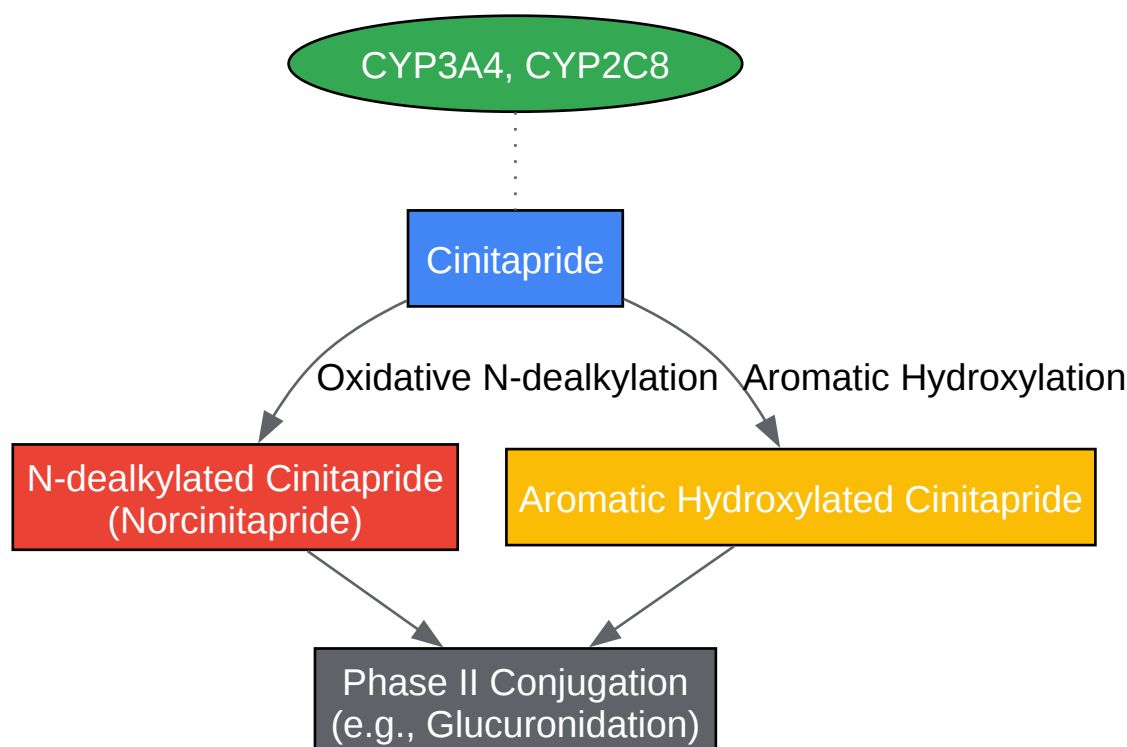 CYP3A4, CYP2C8
Cinitapride
Oxidative N-dealkylation
Aromatic Hydroxylation
N-dealkylated Cinitapride
(Norcinitapride)
Aromatic Hydroxylated Cinitapride
Phase II Conjugation
(e.g., Glucuronidation)